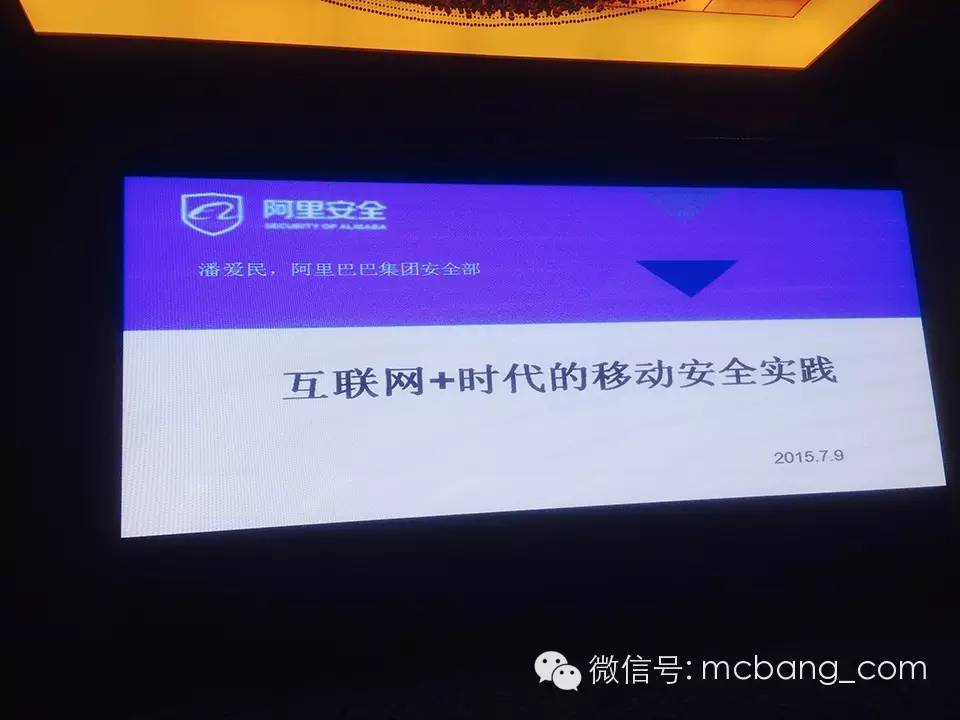 阿里安全
SECURITY OF ALIBABA
潘爱民，阿里巴巴集团安全部
互联网+时代的移动安全实践
2015.7.9
微信号: mcbang_com